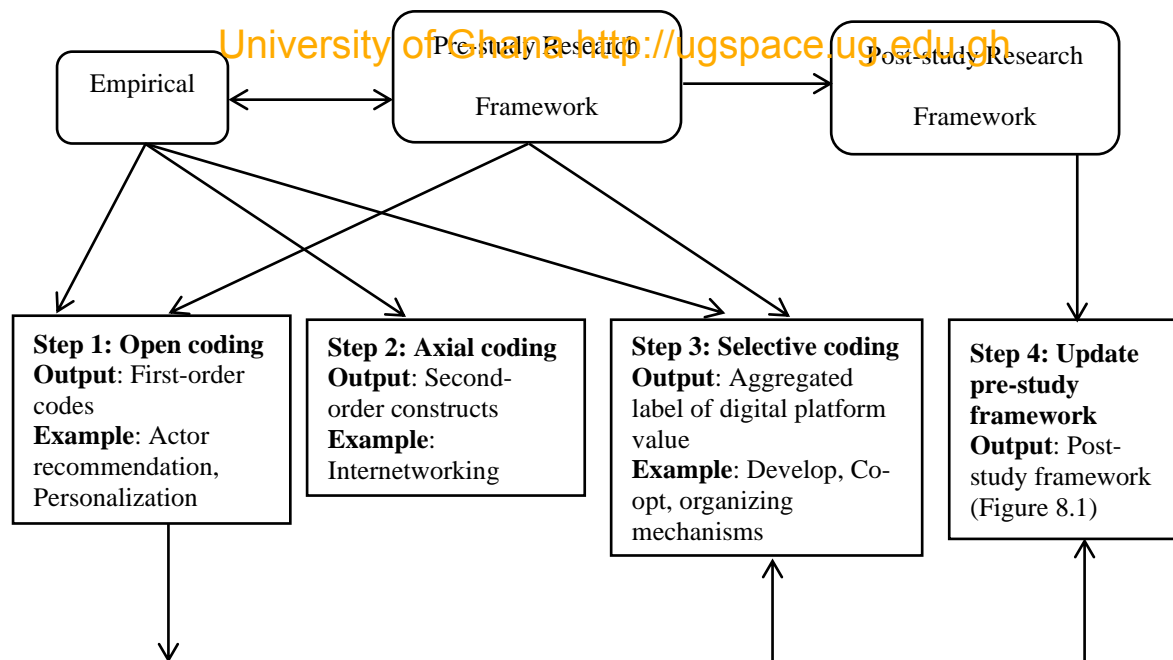 University of Ghana http://ugspace.ug.edu.gh
Empirical
Pre-study Research
Framework
Post-study Research
Framework
Step 1: Open coding
Output: First-order
codes
Example: Actor
recommendation,
Personalization
Step 2: Axial coding
Output: Second-
order constructs
Example:
Internetworking
Step 3: Selective coding
Output: Aggregated
label of digital platform
value
Example: Develop, Co-
opt, organizing
mechanisms
Step 4: Update
pre-study
framework
Output: Post-
study framework
(Figure 8.1)